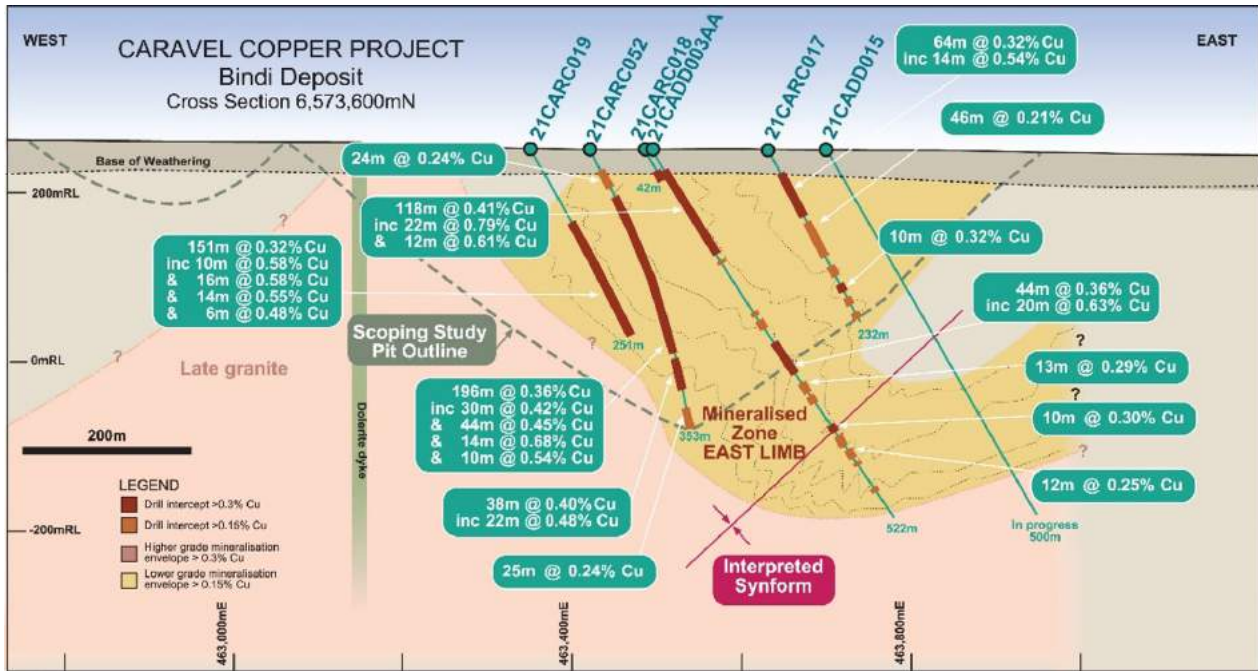 WEST
EAST
CARAVEL COPPER PROJECT
Bindi Deposit
Cross Section 6,573,600mN
21CARC019
21CARC052
21CARC018
21CADD003AA
21CARC017
21CADD015
64m @ 0.32% Cu
inc 14m @ 0.54% Cu
46m @ 0.21% Cu
Base of Weathering
24m @ 0.24% Cu
42m
200mRL
118m @ 0.41% Cu
inc 22m @ 0.79% Cu
& 12m @ 0.61% Cu
?
10m @ 0.32% Cu
151m @ 0.32% Cu
inc 10m @ 0.58% Cu
& 16m @ 0.58% Cu
& 14m @ 0.55% Cu
& 6m @ 0.48% Cu
44m @ 0.36% Cu
inc 20m @ 0.63% Cu
Scoping Study
Pit Outline
251m
232m
?
?
?
0mRL
Late granite
13m @ 0.29% Cu
196m @ 0.36% Cu
inc 30m @ 0.42% Cu
& 44m @ 0.45% Cu
& 14m @ 0.68% Cu
& 10m @ 0.54% Cu
?
Dolerite dyke
353m
Mineralised
Zone
EAST LIMB
10m @ 0.30% Cu
200m
?
12m @ 0.25% Cu
LEGEND
Drill intercept >0.3% Cu
Drill intercept >0.15% Cu
Higher grade mineralisation
envelope > 0.3% Cu
Lower grade mineralisation
envelope > 0.15% Cu
38m @ 0.40% Cu
inc 22m @ 0.48% Cu
-200mRL
522m
In progress
500m
25m @ 0.24% Cu
Interpreted
Synform
463,000mE
463,400mE
463,800mE